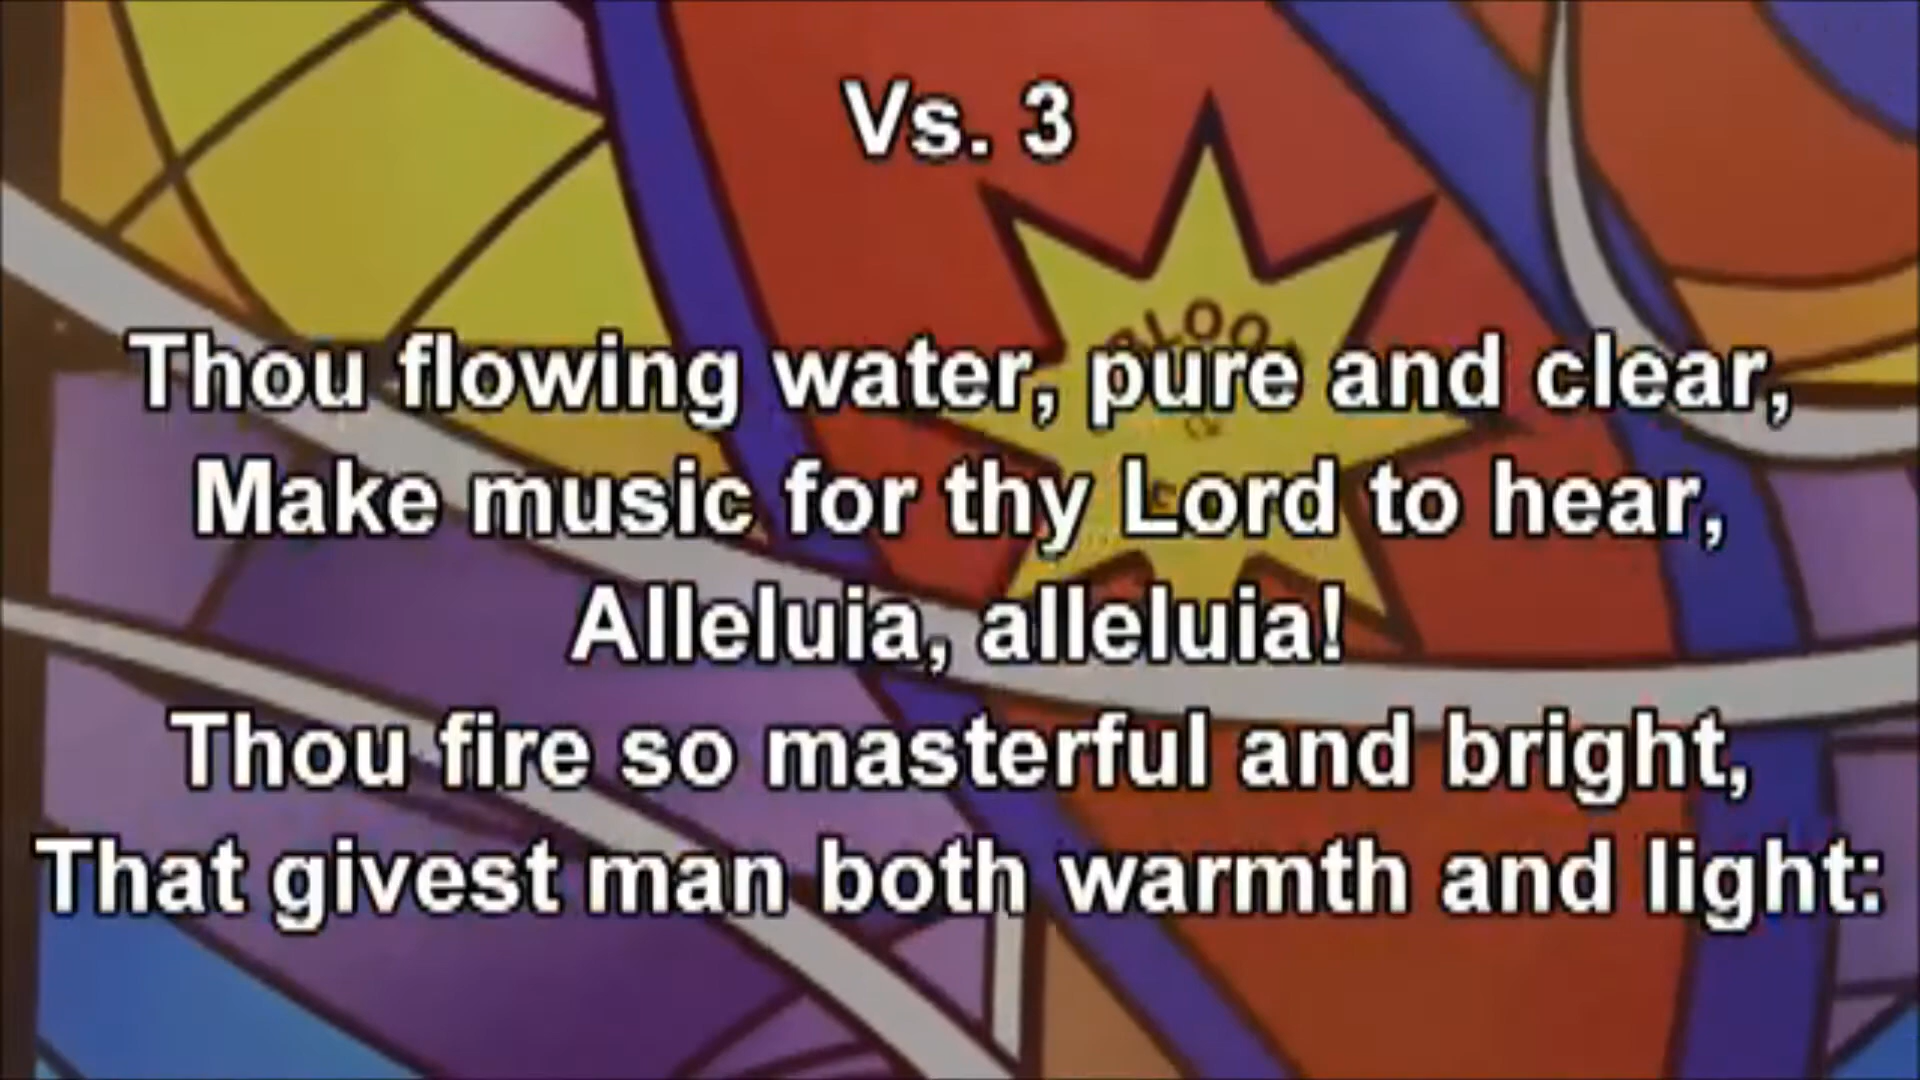 Vs. 3
Thou flowing water, pure and clear,
Make music for thy Lord to hear,
Alleluia, alleluia!
Thou fire so masterful and bright,
That givest man both warmth and light: